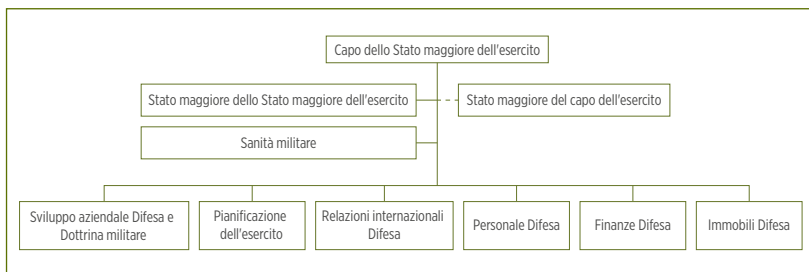 Capo dello Stato maggiore dell'esercito
Stato maggiore dello Stato maggiore dell'esercito
Stato maggiore del capo dell'esercito
Sanità militare
Sviluppo aziendale Difesa e
Dottrina militare
Pianificazione
dell'esercito
Relazioni internazionali
Difesa
Personale Difesa
Finanze Difesa
Immobili Difesa